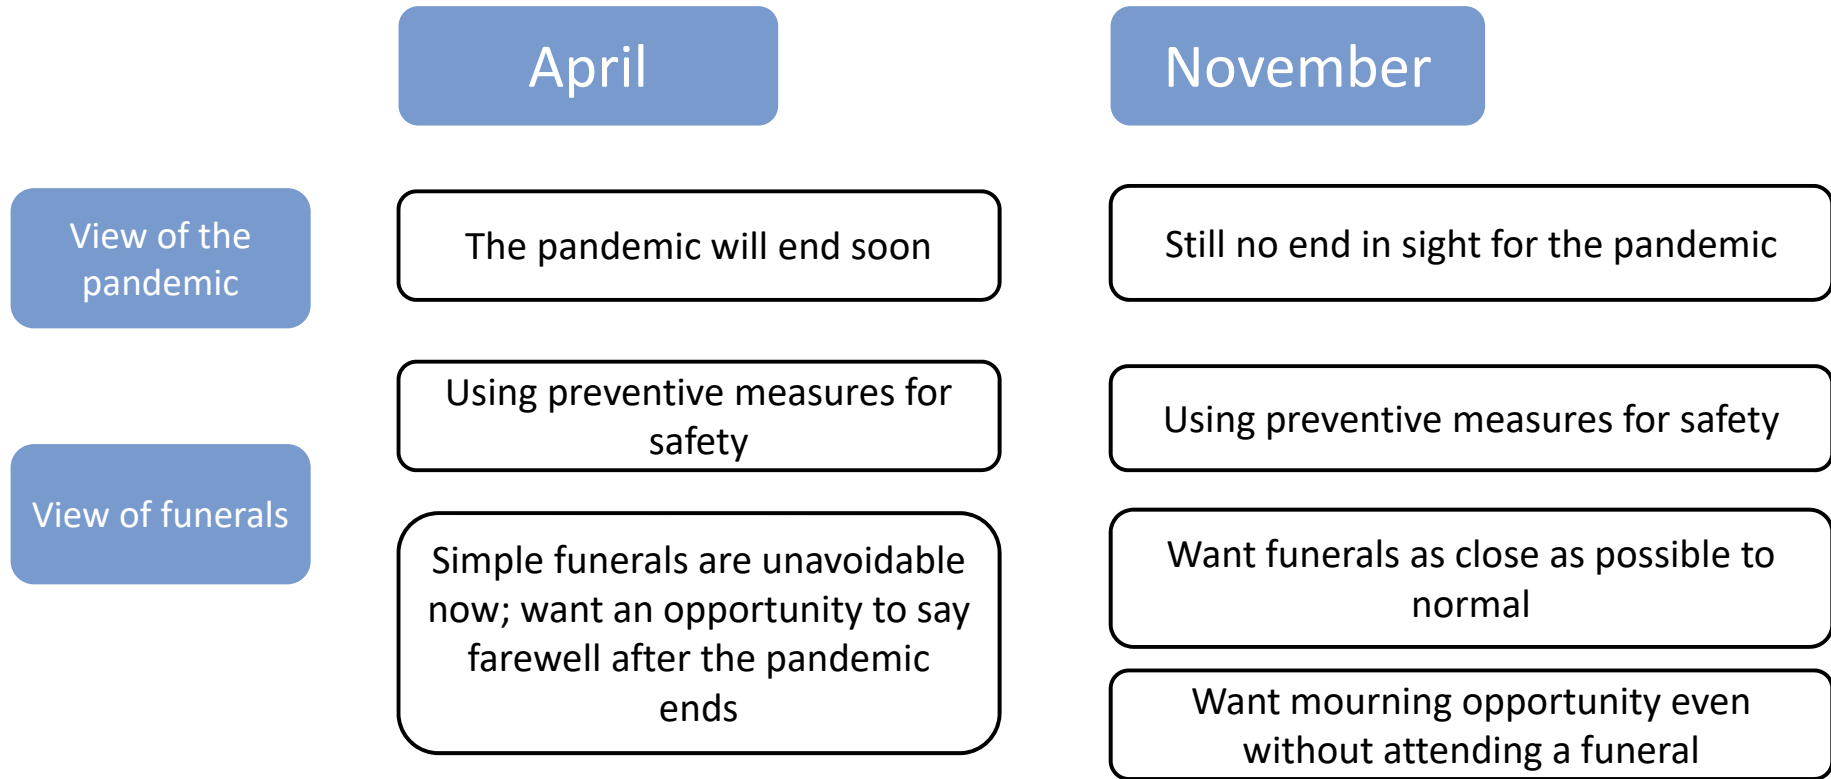 April
November
View of the
pandemic
The pandemic will end soon
Still no end in sight for the pandemic
View of funerals
Using preventive measures for
safety
Using preventive measures for safety
Simple funerals are unavoidable
now; want an opportunity to say
farewell after the pandemic
ends
Want funerals as close as possible to
normal
Want mourning opportunity even
without attending a funeral